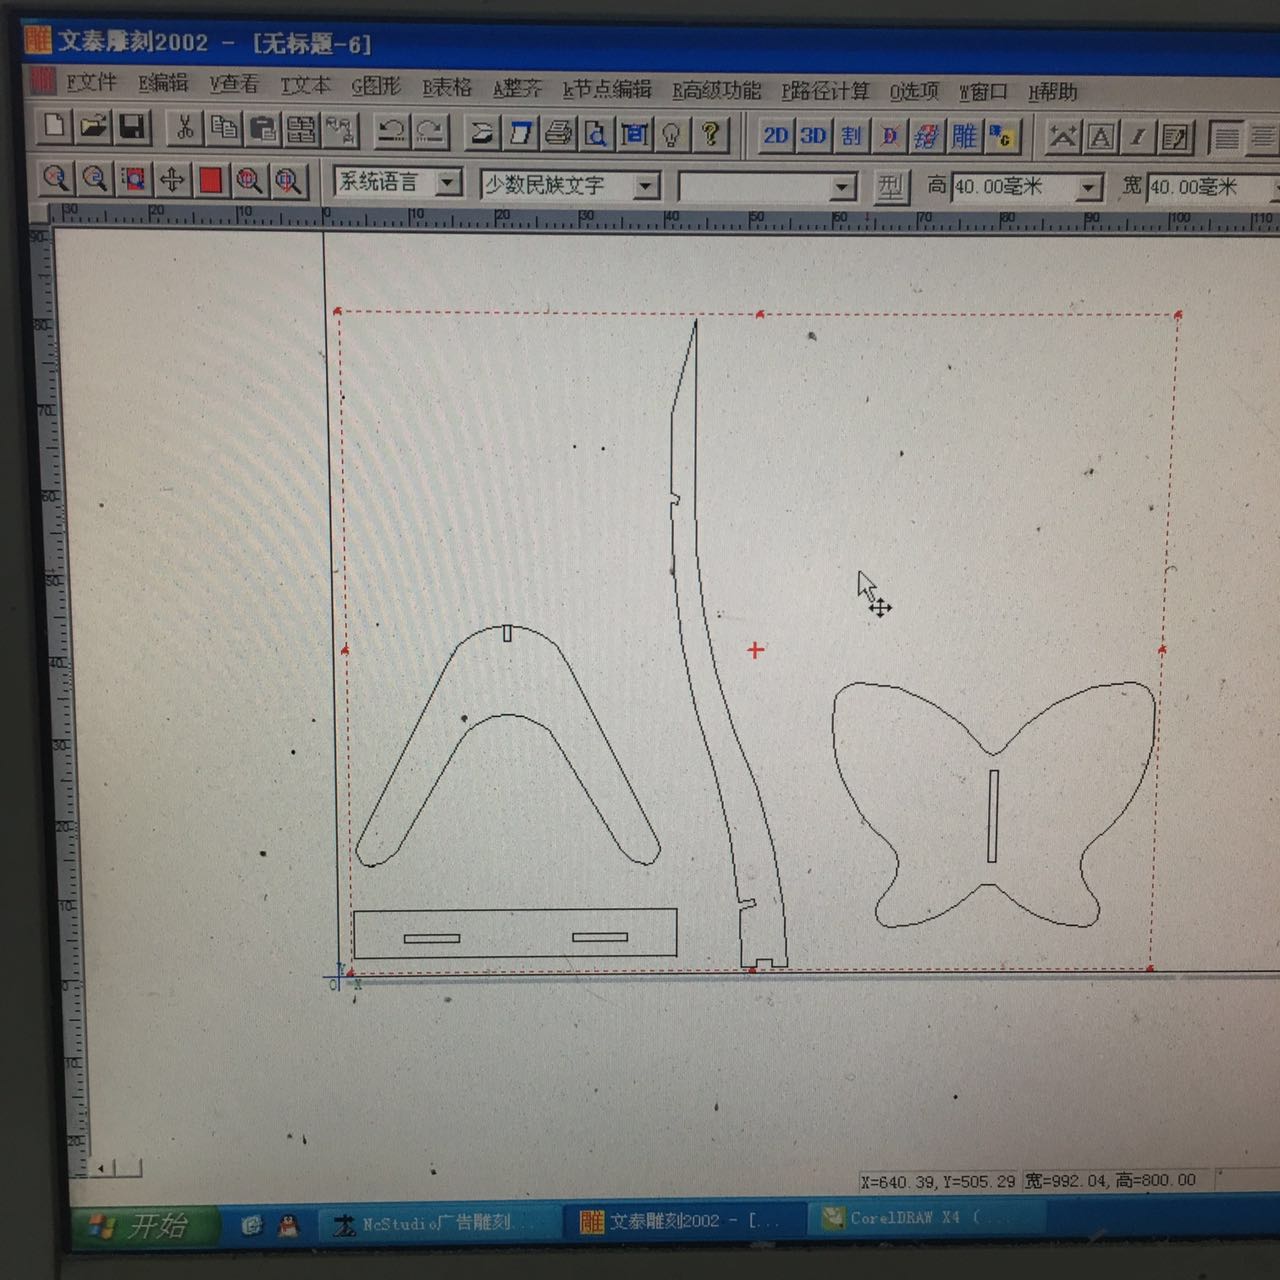 文泰雕刻2002 - [无标题-6]
F文件 E编辑 V查看 T文本 G图形 B表格 A整齐 k节点编辑 R高级功能 P路径计算 O选项 W窗口 H帮助
2D 3D 割 D 雕 A I
系统语言 少数民族文字 型 高 40.00毫米 宽 40.00毫米
30 20 10 0 10 20 30 40 50 60 70 80 90 100 110
90
80
70
60
50
40
30
20
10
0
10
20
Y
O X
X=640.39, Y=505.29 宽=992.04, 高=800.00
开始 NcStudio广告雕刻... 文泰雕刻2002 - [... CorelDRAW X4 (...